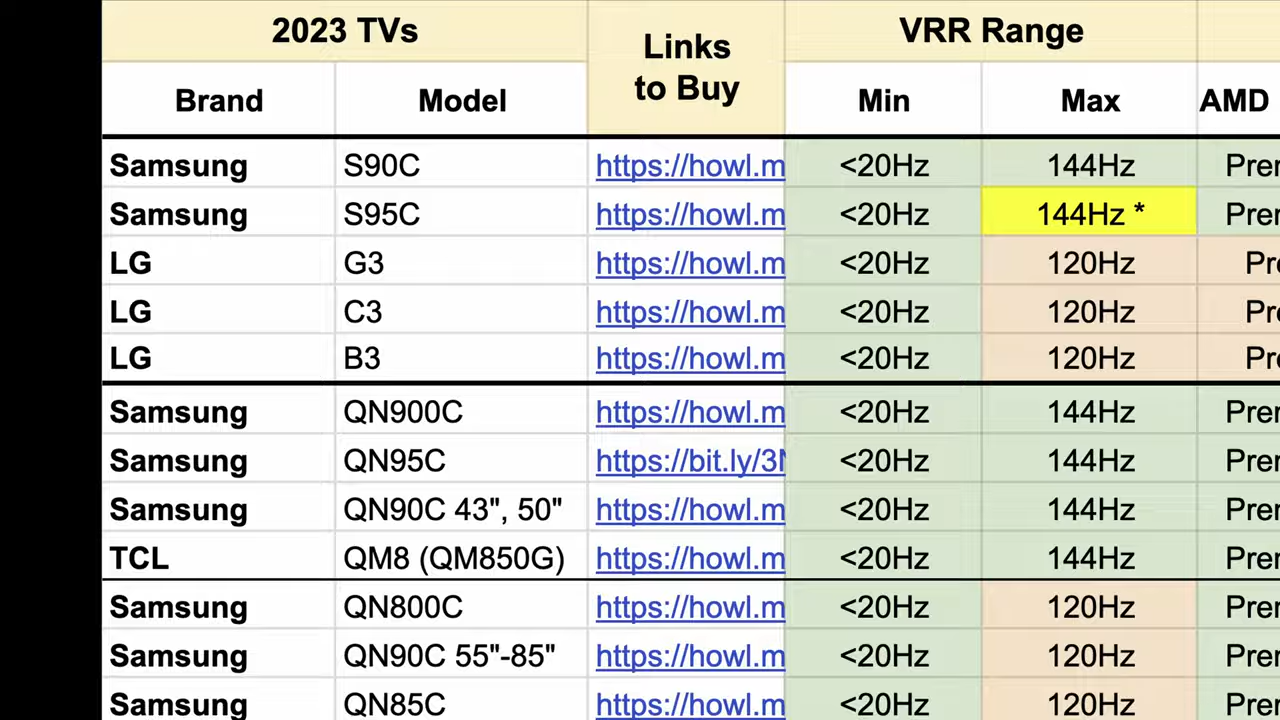 2023 TVs Links to Buy VRR Range
Brand Model Min Max AMD
Samsung S90C https://howl.m <20Hz 144Hz
Samsung S95C https://howl.m <20Hz 144Hz *
LG G3 https://howl.m <20Hz 120Hz
LG C3 https://howl.m <20Hz 120Hz
LG B3 https://howl.m <20Hz 120Hz
Samsung QN900C https://howl.m <20Hz 144Hz
Samsung QN95C https://bit.ly/3 <20Hz 144Hz
Samsung QN90C 43", 50" https://howl.m <20Hz 144Hz
TCL QM8 (QM850G) https://howl.m <20Hz 144Hz
Samsung QN800C https://howl.m <20Hz 120Hz
Samsung QN90C 55"-85" https://howl.m <20Hz 120Hz
Samsung QN85C https://howl.m <20Hz 120Hz